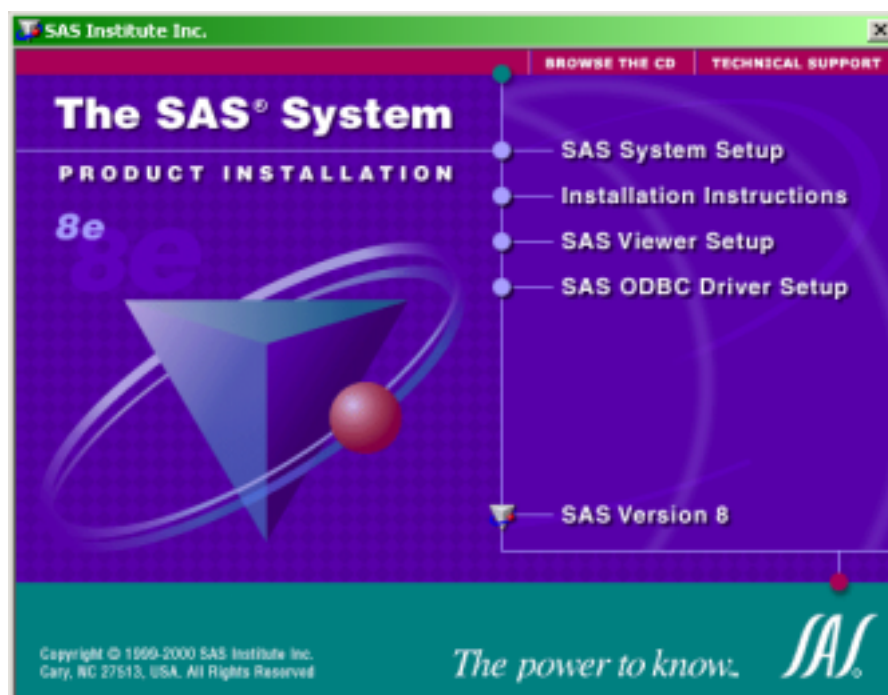 SAS Institute Inc.
BROWSE THE CD TECHNICAL SUPPORT
The SAS® System
PRODUCT INSTALLATION
8e
8e
SAS System Setup
Installation Instructions
SAS Viewer Setup
SAS ODBC Driver Setup
SAS Version 8
Copyright © 1999-2000 SAS Institute Inc.
Cary, NC 27513, USA. All Rights Reserved
The power to know.™
SAS®